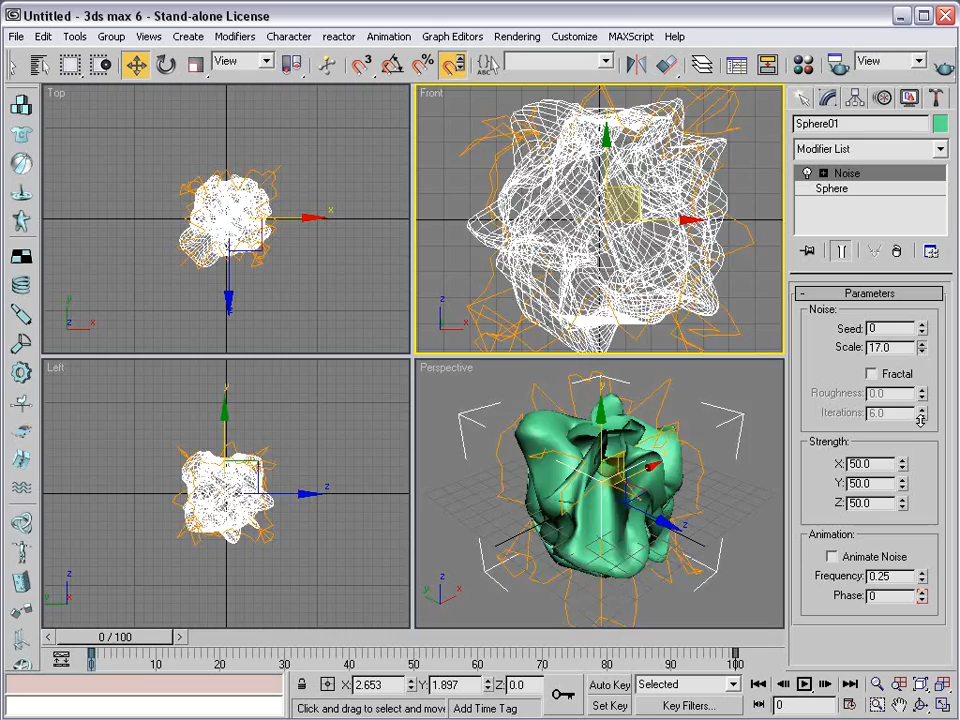 Untitled - 3ds max 6 - Stand-alone License
File Edit Tools Group Views Create Modifiers Character reactor Animation Graph Editors Rendering Customize MAXScript Help
View
View
Top
Front
Left
Perspective
Sphere01
Modifier List
Noise
Sphere
Parameters
Noise:
Seed: 0
Scale: 17.0
Fractal
Roughness: 0.0
Iterations: 6.0
Strength:
X: 50.0
Y: 50.0
Z: 50.0
Animation:
Animate Noise
Frequency: 0.25
Phase: 0
0 / 100
10 20 30 40 50 60 70 80 90 100
X: 2.653 Y: 1.897 Z: 0.0
Auto Key Selected
Click and drag to select and move Add Time Tag
Set Key Key Filters... 0